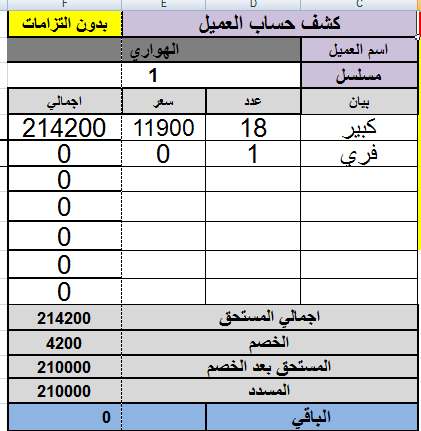 F E D C
كشف حساب العميل بدون التزامات
اسم العميل الهواري
مسلسل 1
بيان عدد سعر اجمالي
كبير 18 11900 214200
فري 1 0 0
0
0
0
0
0
اجمالي المستحق 214200
الخصم 4200
المستحق بعد الخصم 210000
المسدد 210000
الباقي 0